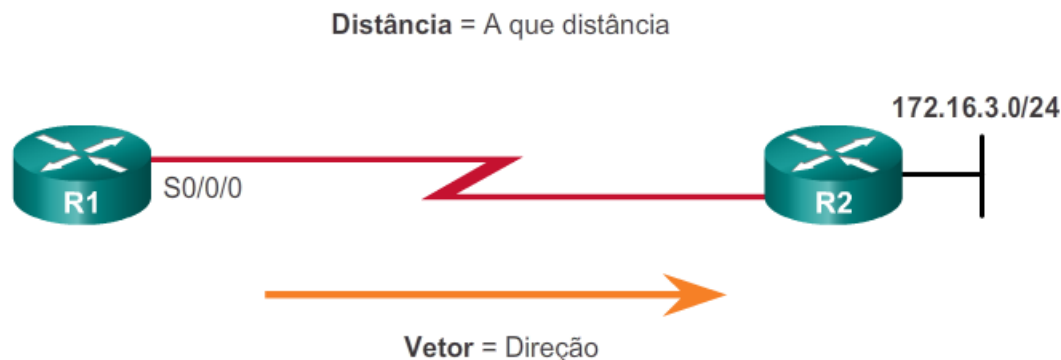 Distância = A que distância
172.16.3.0/24
R1
S0/0/0
R2
Vetor = Direção